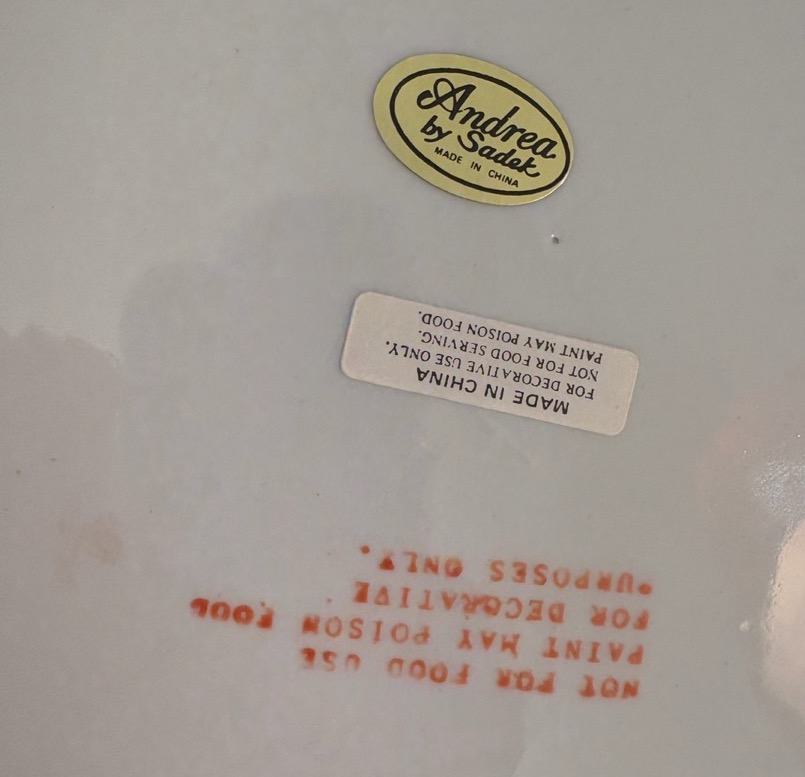 Andrea
by Sadek
MADE IN CHINA
MADE IN CHINA
FOR DECORATIVE USE ONLY.
NOT FOR FOOD SERVING.
PAINT MAY POISON FOOD.
NOT FOR FOOD USE
PAINT MAY POISON FOOD
FOR DECORATIVE
PURPOSES ONLY.